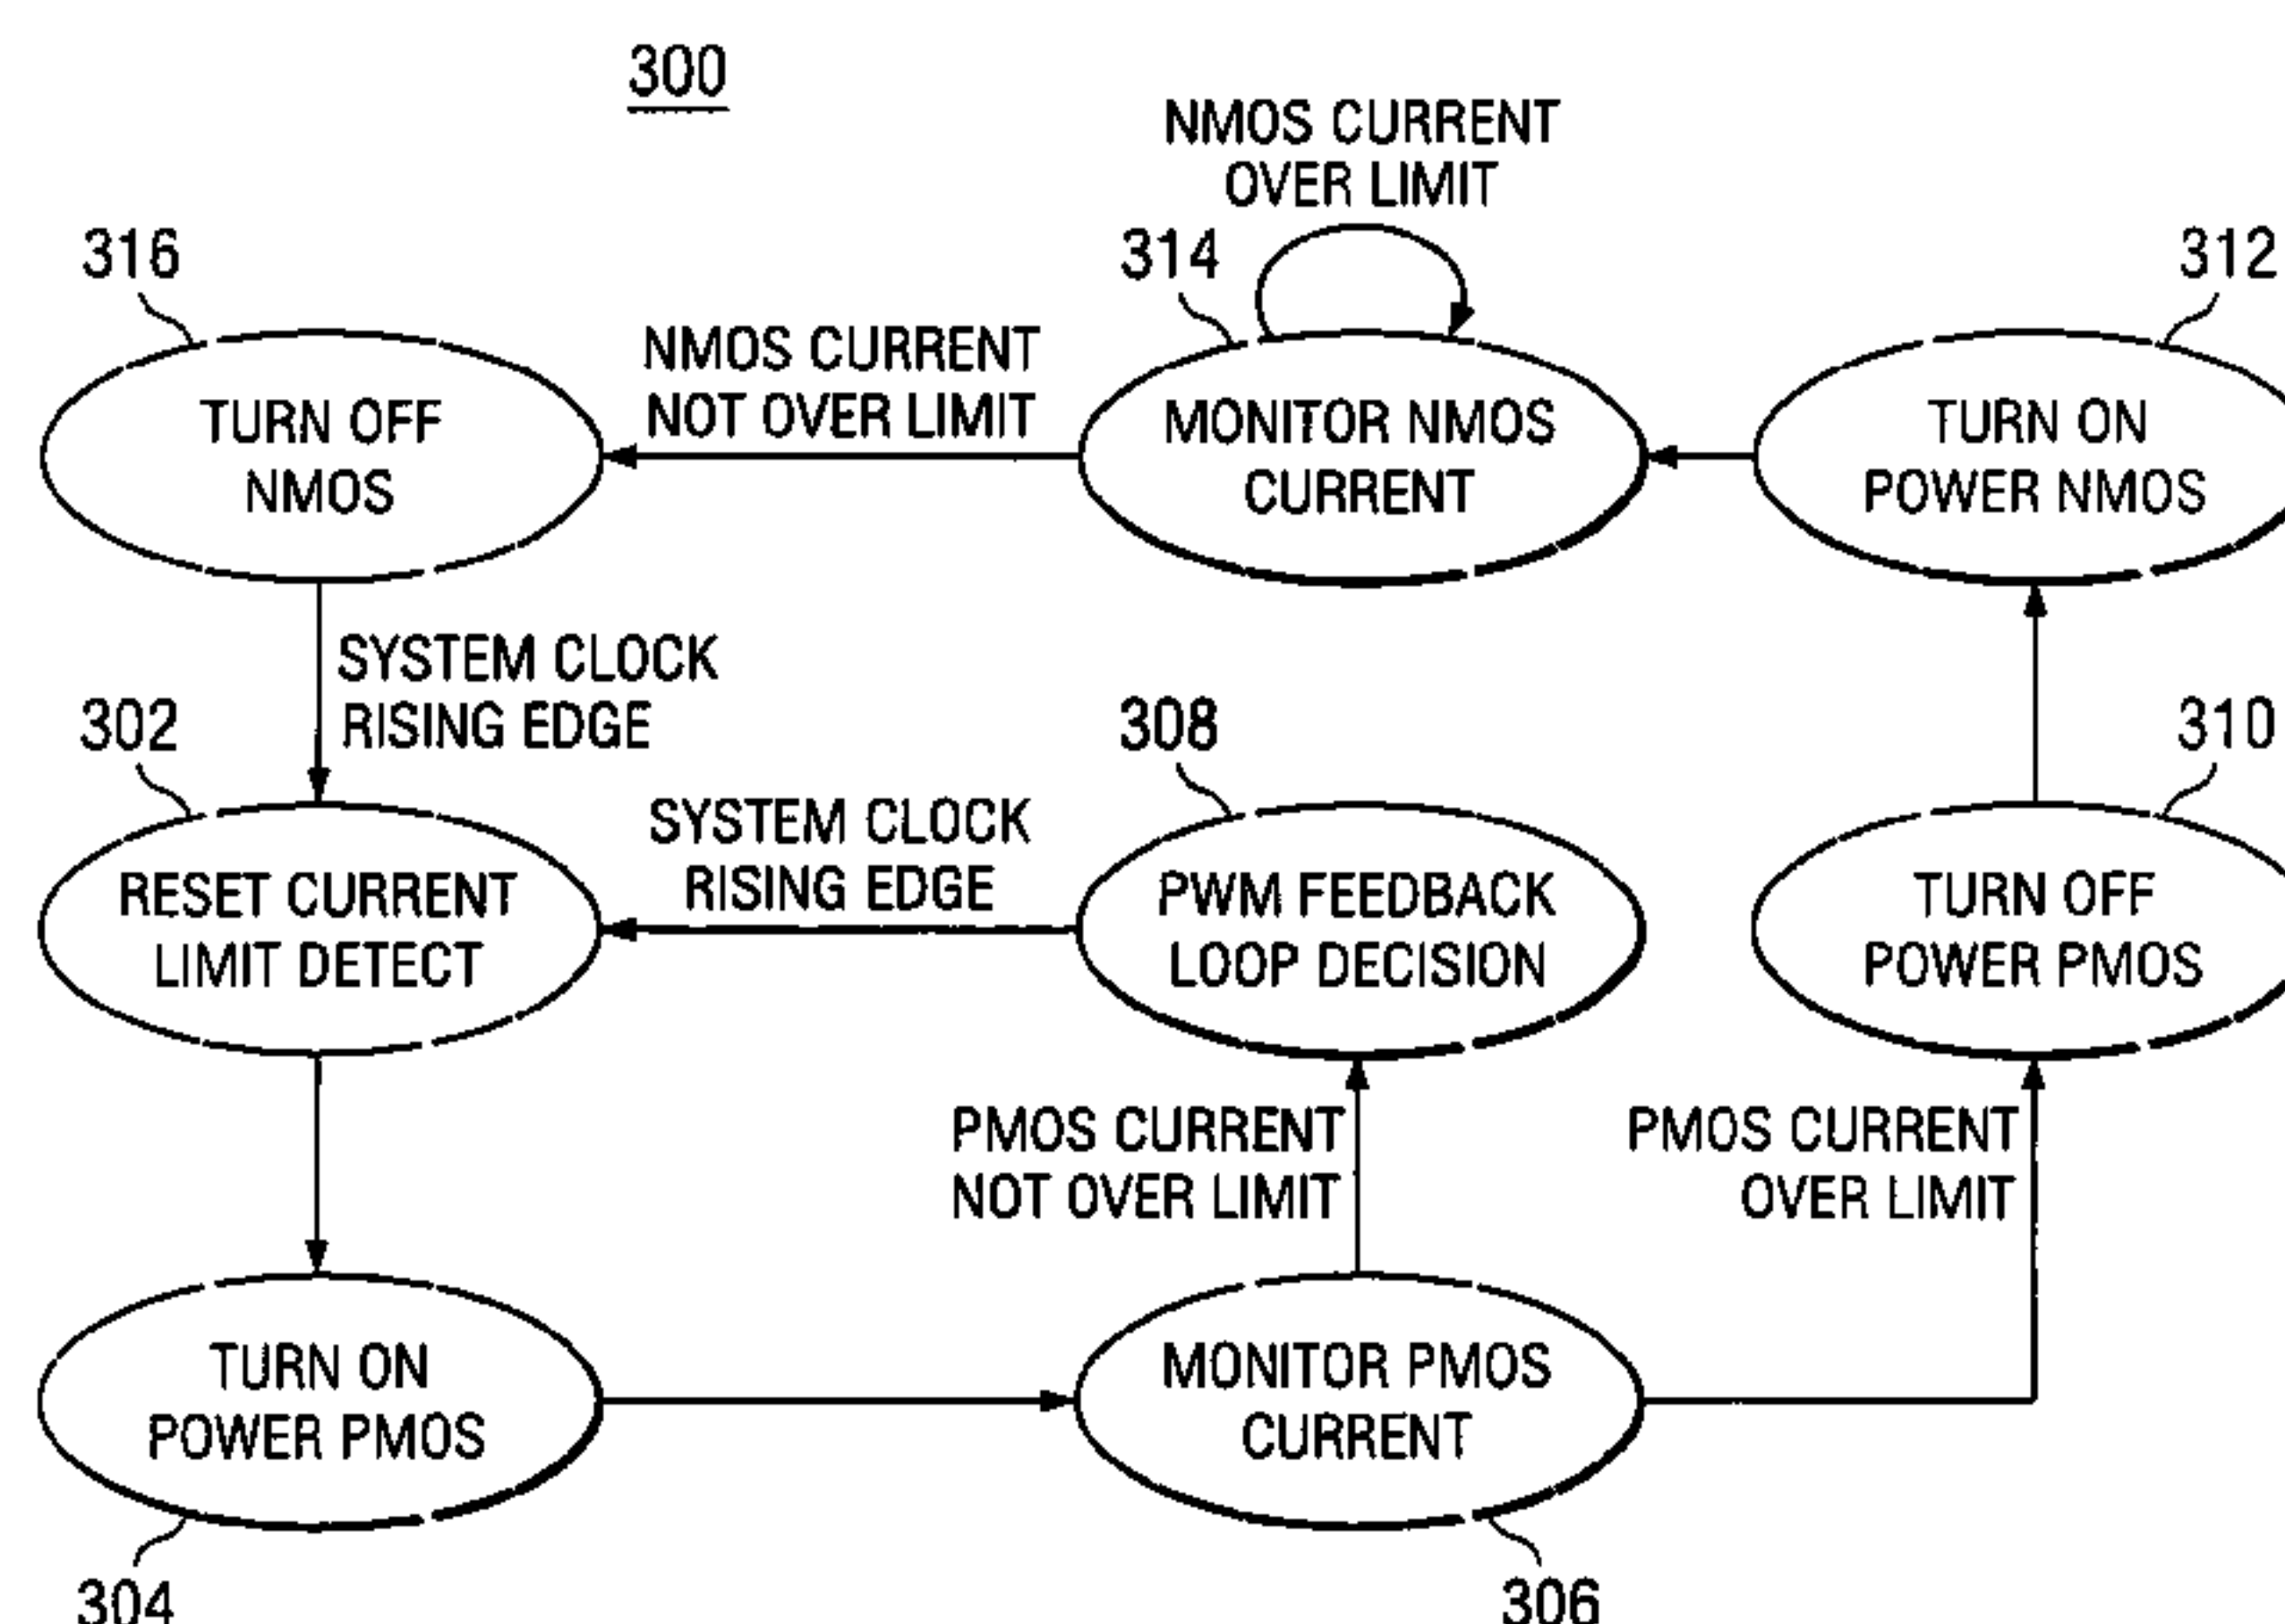 300
NMOS CURRENT
OVER LIMIT
316
314
312
NMOS CURRENT
NOT OVER LIMIT
TURN OFF
NMOS
MONITOR NMOS
CURRENT
TURN ON
POWER NMOS
SYSTEM CLOCK
RISING EDGE
302
308
310
SYSTEM CLOCK
RISING EDGE
RESET CURRENT
LIMIT DETECT
PWM FEEDBACK
LOOP DECISION
TURN OFF
POWER PMOS
PMOS CURRENT
NOT OVER LIMIT
PMOS CURRENT
OVER LIMIT
TURN ON
POWER PMOS
MONITOR PMOS
CURRENT
304
306